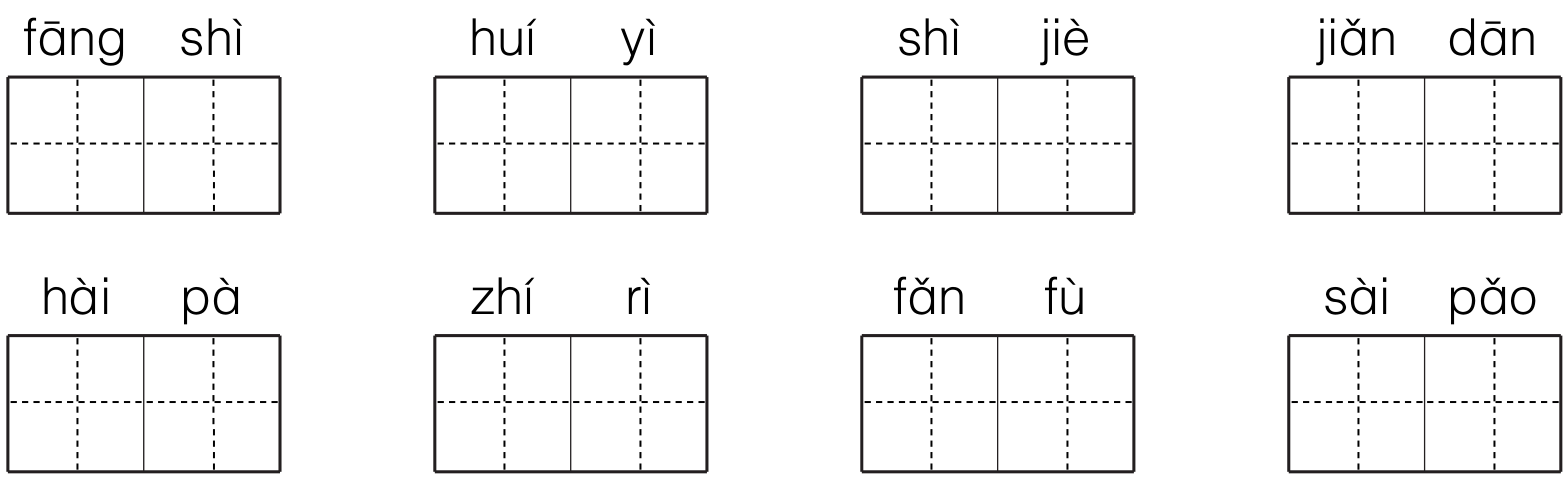 fāng shì huí yì shì jiè jiǎn dān
hài pà zhí rì fǎn fù sài pǎo